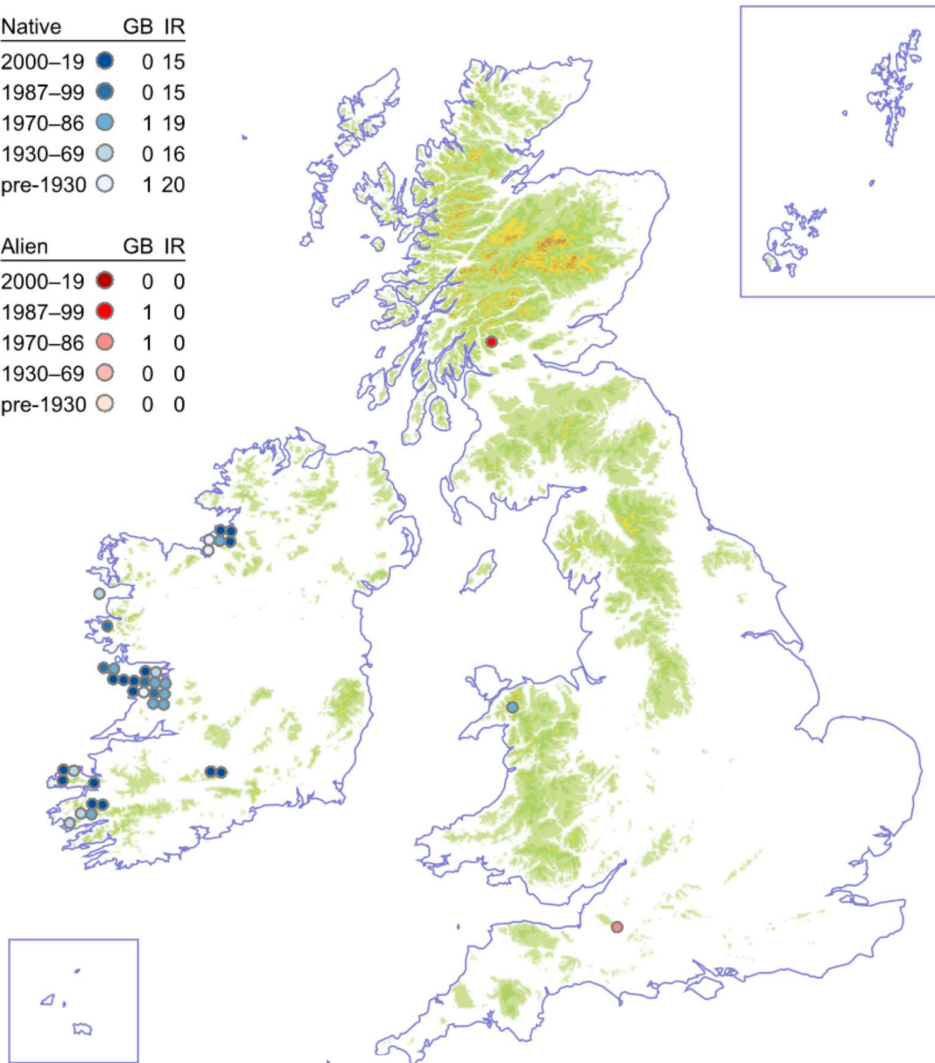 Native GB IR
2000–19 0 15
1987–99 0 15
1970–86 1 19
1930–69 0 16
pre-1930 1 20
Alien GB IR
2000–19 0 0
1987–99 1 0
1970–86 1 0
1930–69 0 0
pre-1930 0 0